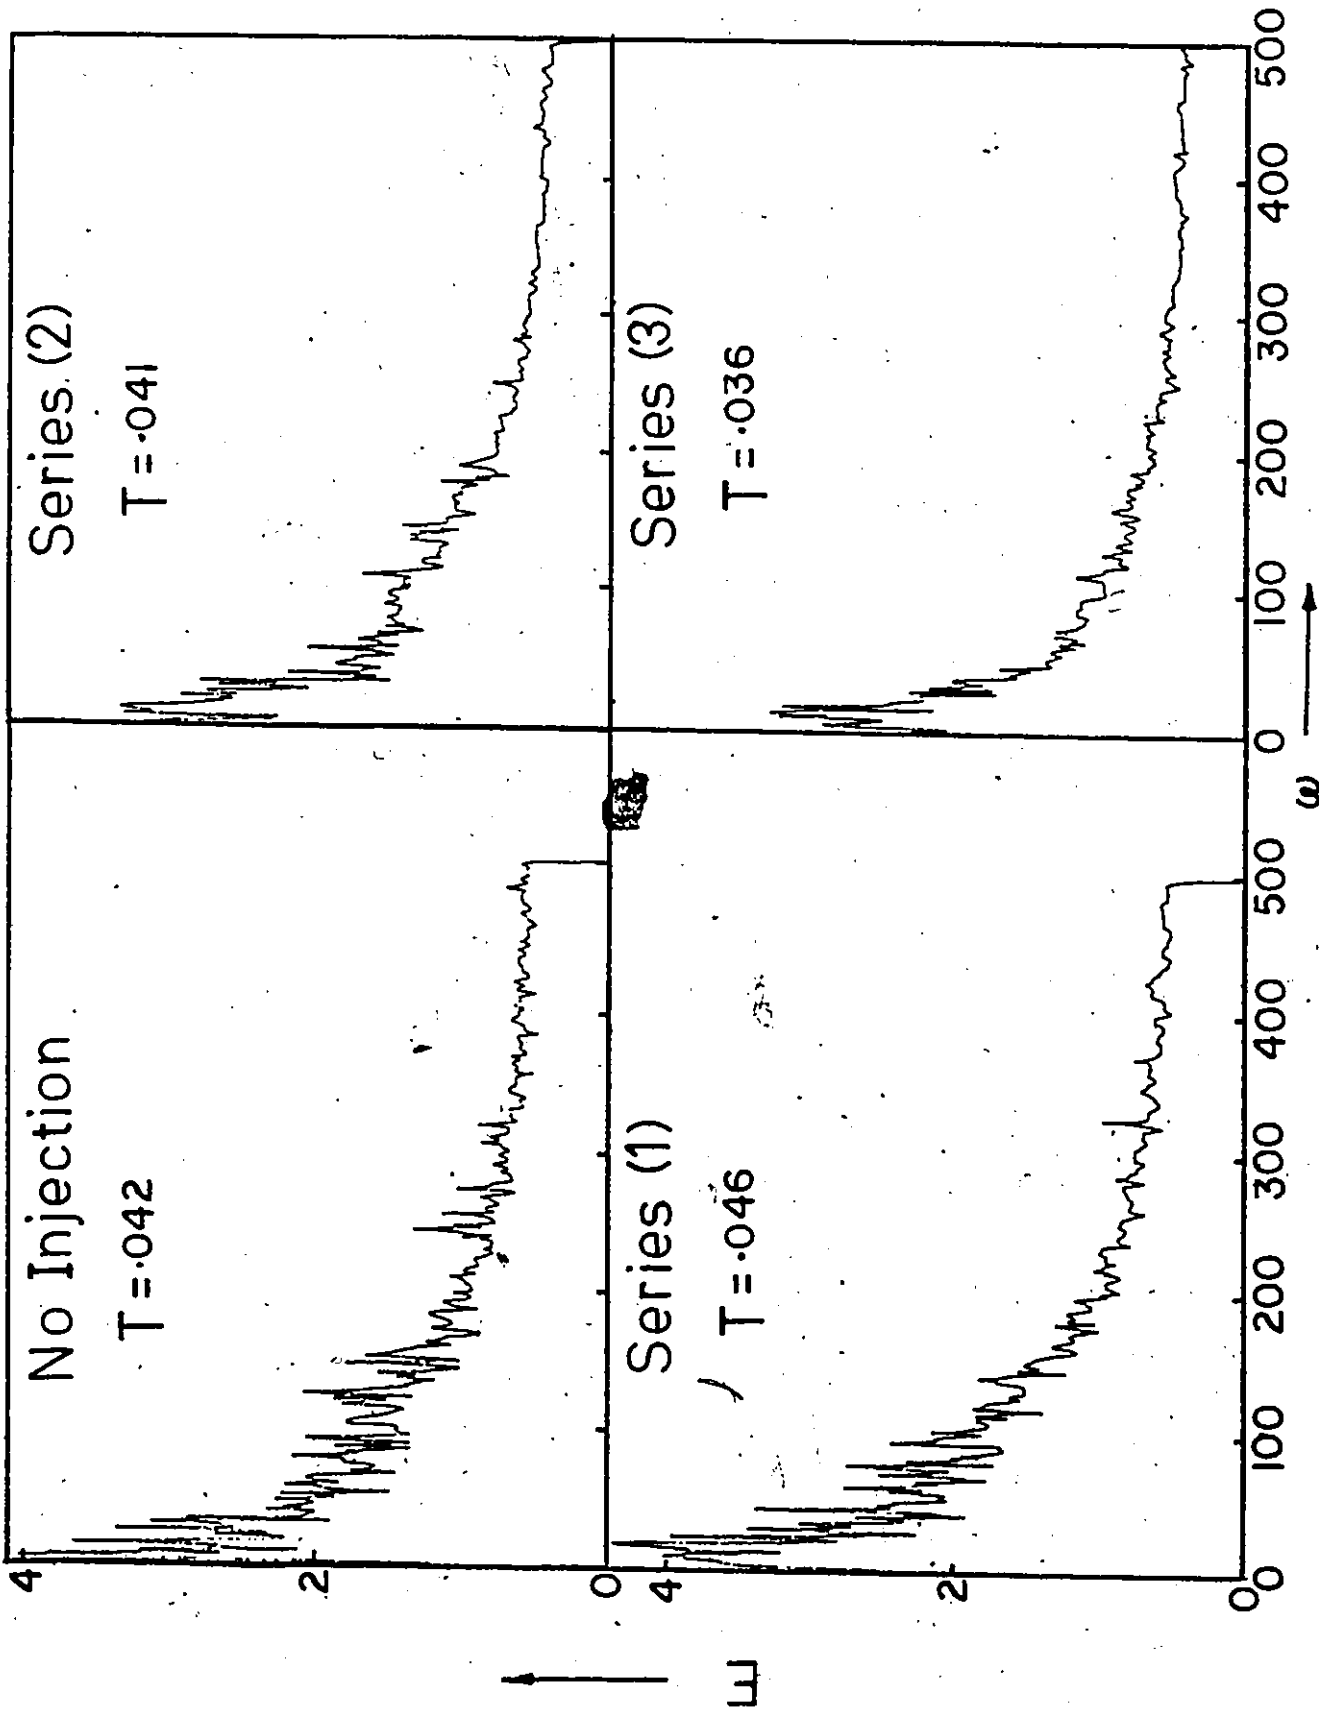 No Injection
T = ·042
Series (2)
T = ·041
4
2
0
Series (1)
T = ·046
Series (3)
T = ·036
4
2
0
0 100 200 300 400 500
0 100 200 300 400 500
E
ω